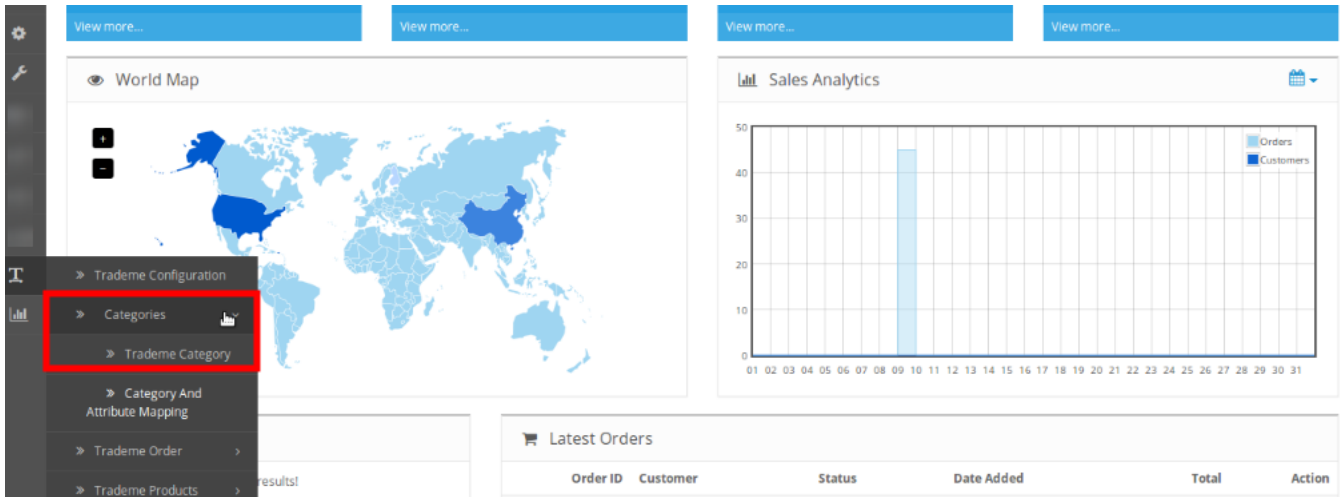 View more...
View more...
View more...
View more...
World Map
+
-
Sales Analytics
50
40
30
20
10
0
Orders
Customers
01 02 03 04 05 06 07 08 09 10 11 12 13 14 15 16 17 18 19 20 21 22 23 24 25 26 27 28 29 30 31
» Trademe Configuration
» Categories
» Trademe Category
» Category And
Attribute Mapping
» Trademe Order
» Trademe Products
results!
Latest Orders
Order ID Customer Status Date Added Total Action